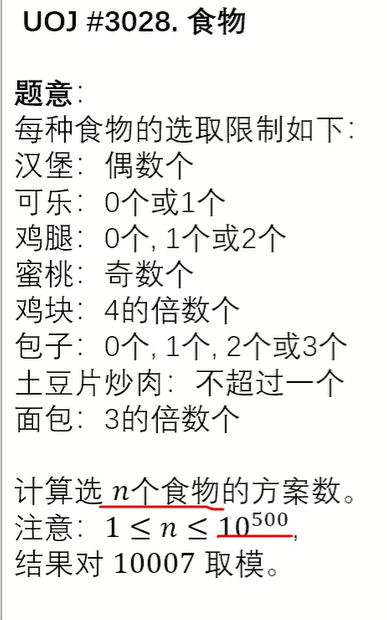 UOJ #3028. 食物
题意：
每种食物的选取限制如下：
汉堡：偶数个
可乐：0个或1个
鸡腿：0个, 1个或2个
蜜桃：奇数个
鸡块：4的倍数个
包子：0个, 1个, 2个或3个
土豆片炒肉：不超过一个
面包：3的倍数个
计算选 n个食物的方案数。
注意：1 ≤ n ≤ 10⁵⁰⁰,
结果对 10007 取模。